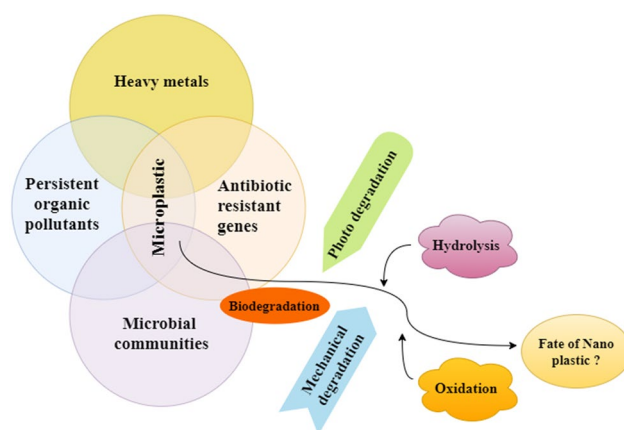 Heavy metals
Persistent
organic
pollutants
Microplastic
Antibiotic
resistant
genes
Microbial
communities
Biodegradation
Photo degradation
Mechanical
degradation
Hydrolysis
Oxidation
Fate of Nano
plastic ?